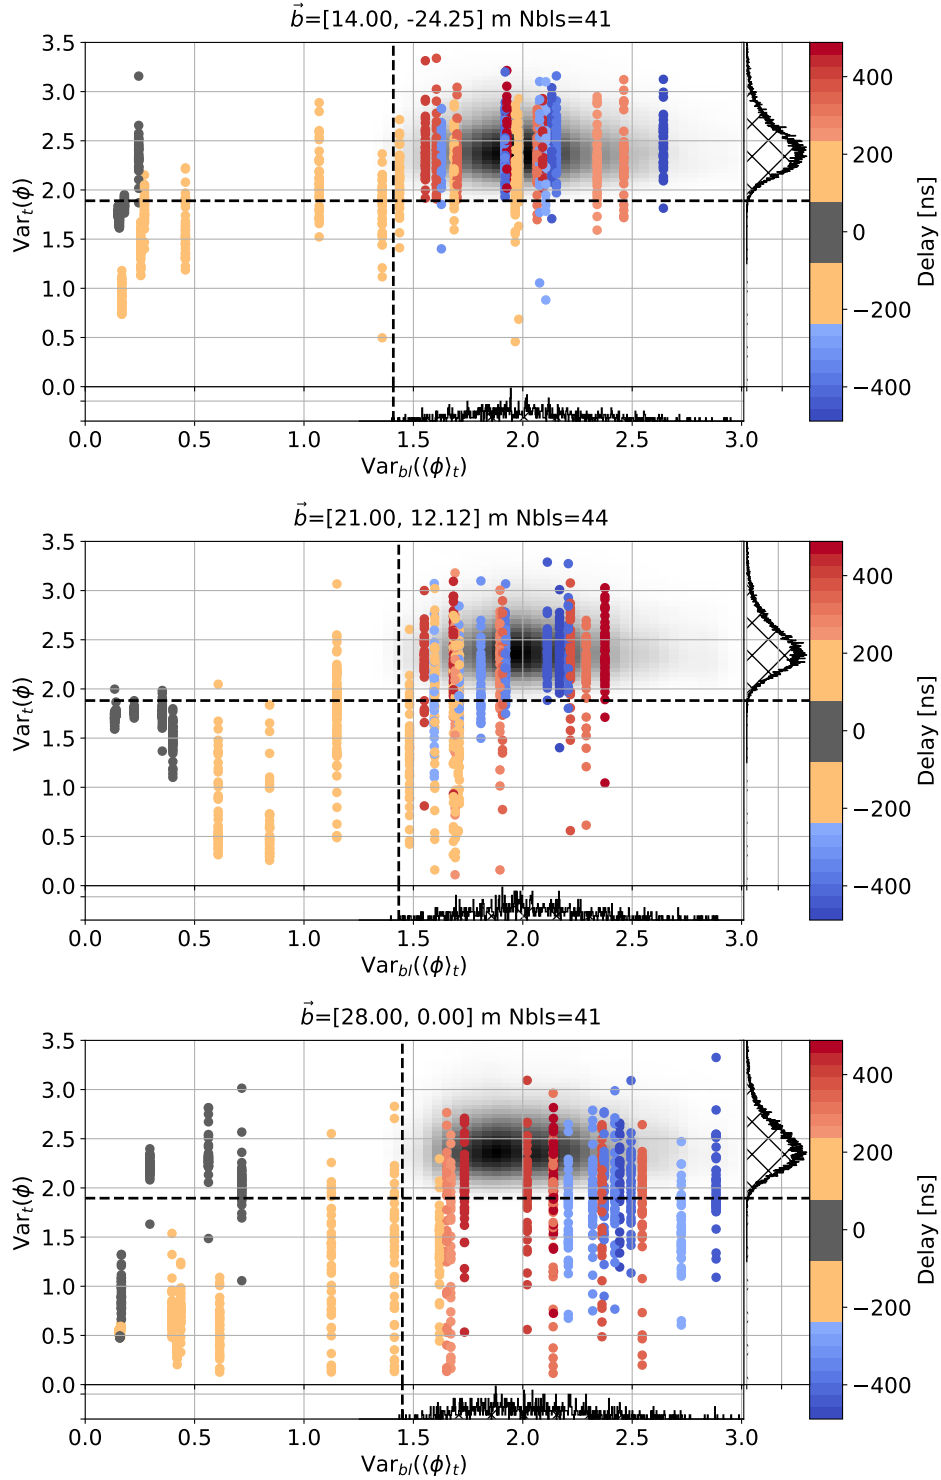 b⃗=[14.00, -24.25] m Nbls=41
3.5
3.0
2.5
2.0
1.5
1.0
0.5
0.0
Var_t(ϕ)
0.0 0.5 1.0 1.5 2.0 2.5 3.0
Var_bl(⟨ϕ⟩_t)
400
200
0
−200
−400
Delay [ns]
b⃗=[21.00, 12.12] m Nbls=44
3.5
3.0
2.5
2.0
1.5
1.0
0.5
0.0
Var_t(ϕ)
0.0 0.5 1.0 1.5 2.0 2.5 3.0
Var_bl(⟨ϕ⟩_t)
400
200
0
−200
−400
Delay [ns]
b⃗=[28.00, 0.00] m Nbls=41
3.5
3.0
2.5
2.0
1.5
1.0
0.5
0.0
Var_t(ϕ)
0.0 0.5 1.0 1.5 2.0 2.5 3.0
Var_bl(⟨ϕ⟩_t)
400
200
0
−200
−400
Delay [ns]